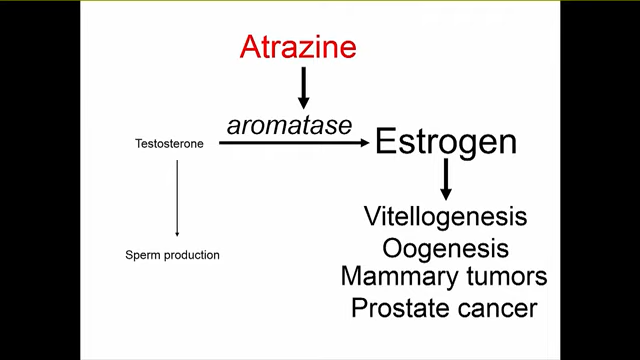 Atrazine
aromatase
Testosterone
Estrogen
Sperm production
Vitellogenesis
Oogenesis
Mammary tumors
Prostate cancer